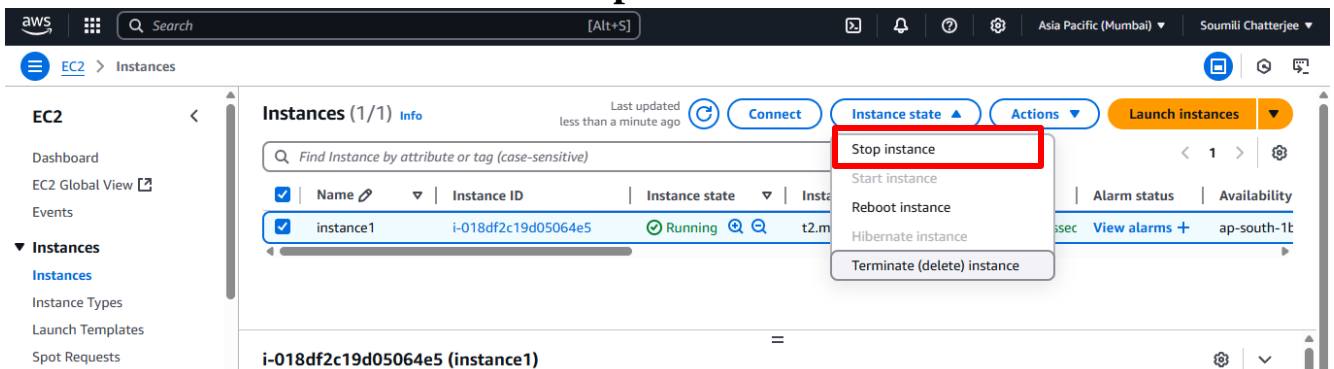 aws Search [Alt+S] Asia Pacific (Mumbai) ▼ Soumili Chatterjee ▼
EC2 > Instances
EC2
Dashboard
EC2 Global View
Events
▼ Instances
Instances
Instance Types
Launch Templates
Spot Requests
Instances (1/1) Info
Last updated
less than a minute ago
Connect Instance state ▲ Actions ▼ Launch instances ▼
Find Instance by attribute or tag (case-sensitive)
< 1 >
Name Instance ID Instance state Insta Alarm status Availability
instance1 i-018df2c19d05064e5 Running t2.m ssec View alarms + ap-south-1b
Stop instance
Start instance
Reboot instance
Hibernate instance
Terminate (delete) instance
i-018df2c19d05064e5 (instance1)